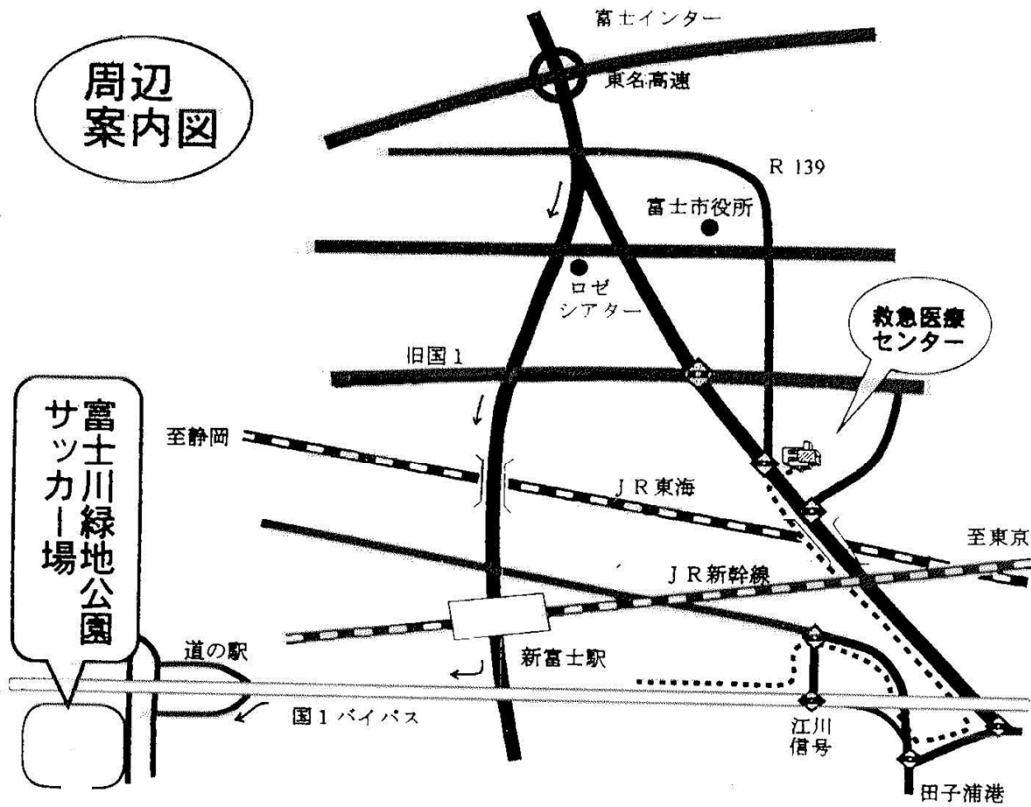 周辺
案内図
富士インター
東名高速
R 139
富士市役所
ロゼ
シアター
救急医療
センター
旧国1
富士川緑地公園
サッカー場
至静岡
JR東海
至東京
JR新幹線
道の駅
新富士駅
国1バイパス
江川
信号
田子浦港